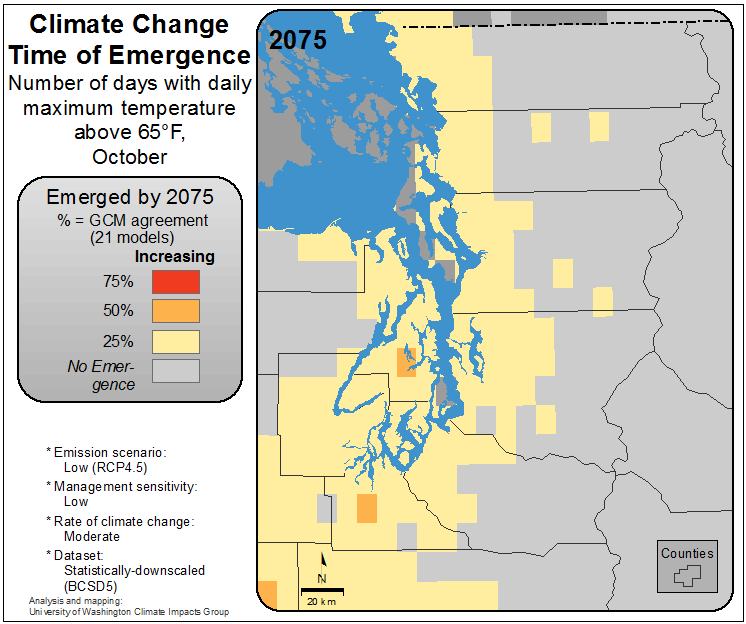 Climate Change
Time of Emergence
Number of days with daily
maximum temperature
above 65°F,
October
Emerged by 2075
% = GCM agreement
(21 models)
Increasing
75%
50%
25%
No Emer-
gence
* Emission scenario:
Low (RCP4.5)
* Management sensitivity:
Low
* Rate of climate change:
Moderate
* Dataset:
Statistically-downscaled
(BCSD5)
Analysis and mapping:
University of Washington Climate Impacts Group
2075
N
20 km
Counties